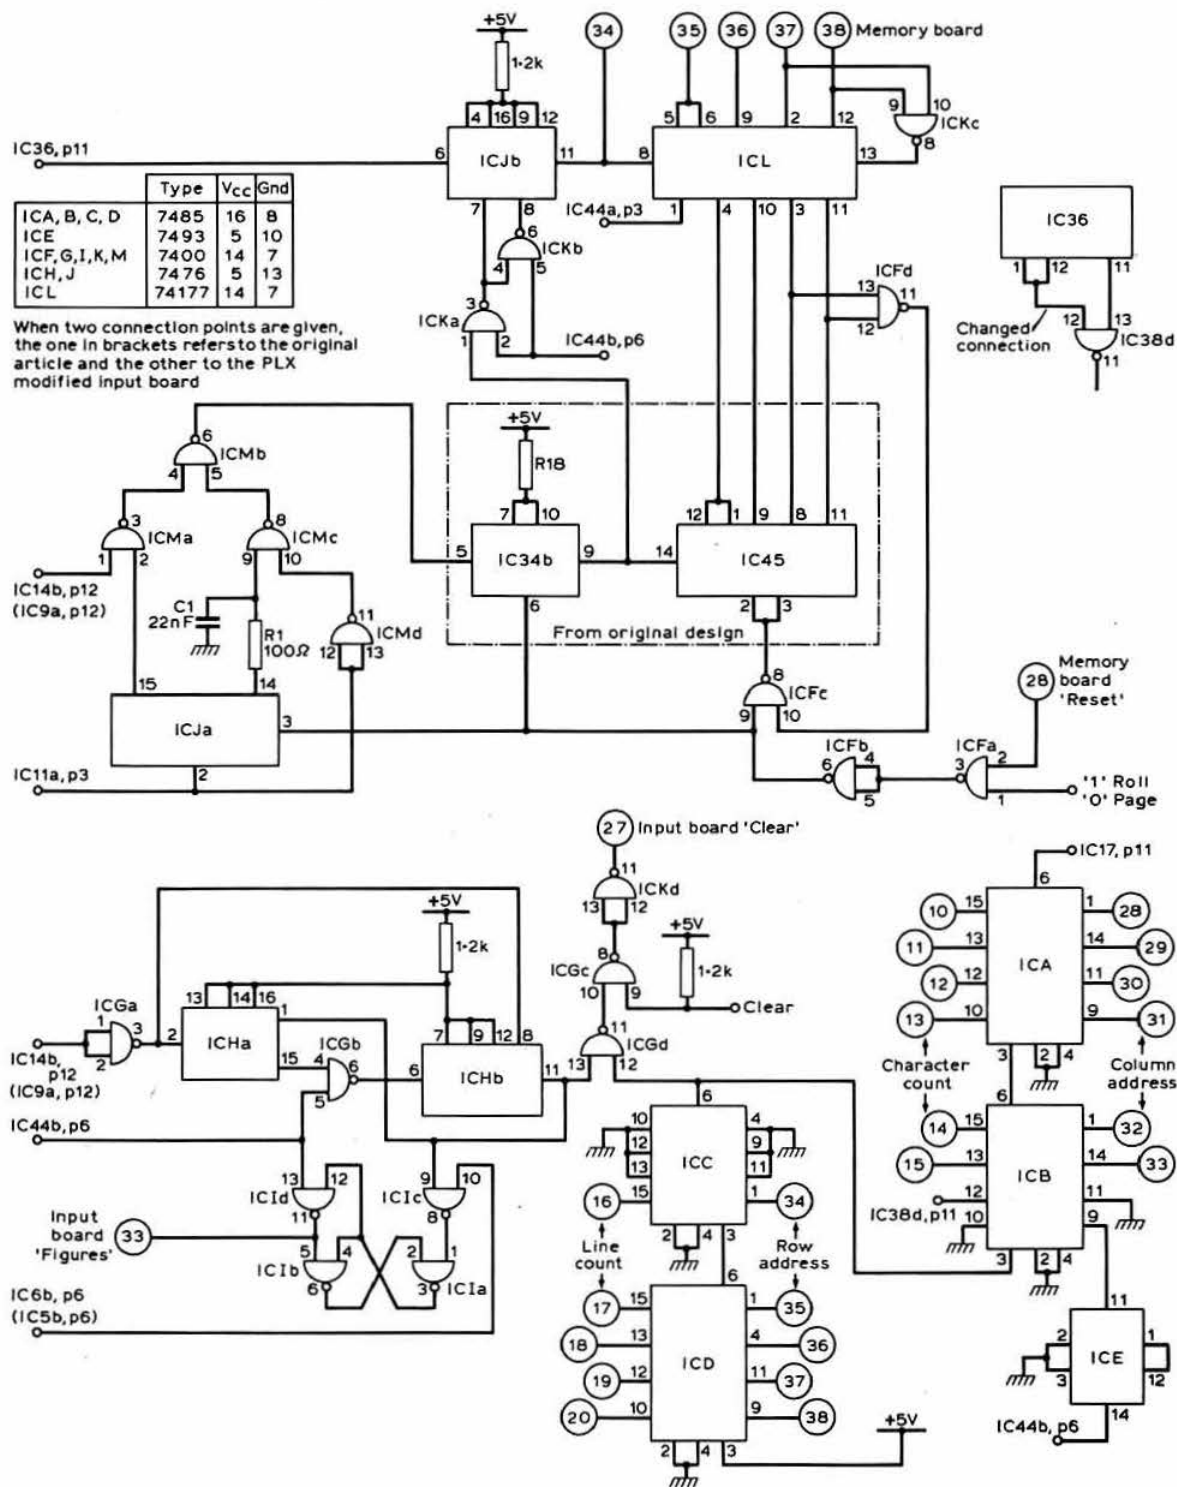 +5V
34
35
36
37
38
Memory board
1·2k
4 16 9 12
5 6 9 2 12
9 10
ICKc
8
IC36, p11
6
ICJb
11
8
ICL
13
7 8
IC44a, p3
1 4 10 3 11
Type Vcc Gnd
ICA, B, C, D 7485 16 8
ICE 7493 5 10
ICF,G,I,K,M 7400 14 7
ICH, J 7476 5 13
ICL 74177 14 7
When two connection points are given,
the one in brackets refers to the original
article and the other to the PLX
modified input board
6
ICKb
4 5
3
ICKa
1 2
IC44b, p6
ICFd
13
12
11
IC36
1 12 11
Changed
connection
12 13
IC38d
11
6
ICMb
4 5
3
ICMa
1 2
8
ICMc
9 10
IC14b, p12
(IC9a, p12)
C1
22nF
R1
100Ω
11
ICMd
12 13
15 14
ICJa
3
2
IC11a, p3
+5V
R18
7 10
5
IC34b
9
6
12 1 9 8 11
14
IC45
2 3
From original design
8
ICFc
9 10
28
Memory
board
'Reset'
ICFb
6
4
5
ICFa
3
2
1
'1' Roll
'0' Page
27
Input board 'Clear'
11
ICKd
13 12
8
ICGc
10 9
+5V
1·2k
Clear
11
ICGd
13 12
+5V
1·2k
ICGa
1
2
3
IC14b,
p12
(IC9a, p12)
13 14 16
2
ICHa
1
15
ICGb
4
5
6
7 9 12 8
6
ICHb
11
IC44b, p6
13 12
ICId
11
9 10
ICIc
8
Input
board
'Figures'
33
5 4
ICIb
6
2 1
ICIa
3
IC6b, p6
(IC5b, p6)
IC17, p11
6
10
15
1
28
11
13
14
29
ICA
12
12
11
30
13
10
9
31
3 2 4
Character
count
Column
address
6
14
15
1
32
15
13
14
33
ICB
12
11
IC38d, p11
10
9
3 2 4
6
10
4
12
9
ICC
13
11
16
15
1
34
2 4 3
Line
count
Row
address
6
17
15
1
35
18
13
4
36
ICD
19
12
11
37
20
10
9
38
2 4 3
+5V
11
2
1
ICE
3
12
14
IC44b, p6